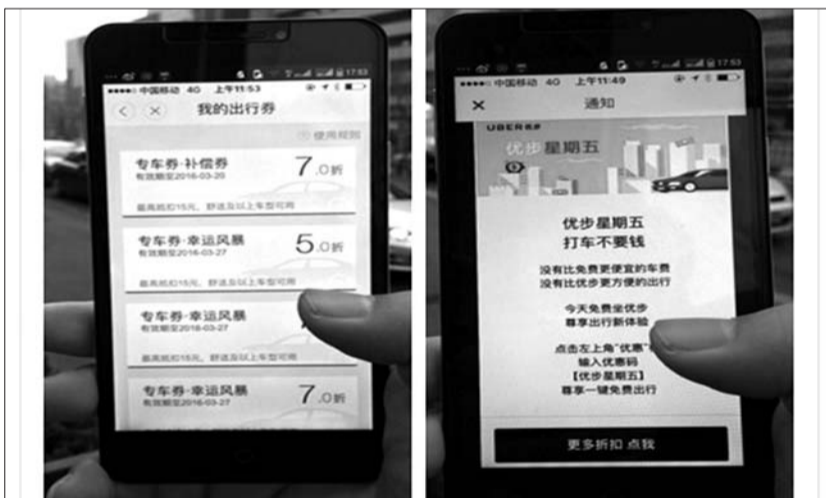 17:53
中国移动 4G 上午11:53
我的出行券
使用规则
专车券·补偿券
7.0折
有效期至2016-03-20
最高抵扣15元，舒适及以上车型可用
专车券·幸运风暴
5.0折
有效期至2016-03-27
最高抵扣15元，舒适及以上车型可用
专车券·幸运风暴
有效期至2016-03-27
最高抵扣15元，舒适及以上车型可用
专车券·幸运风暴
7.0折
有效期至2016-03-27
17:53
中国移动 4G 上午11:49
通知
UBER优步
优步星期五
优步星期五
打车不要钱
没有比免费更便宜的车费
没有比优步更方便的出行
今天免费坐优步
尊享出行新体验
点击左上角“优惠”
输入优惠码
【优步星期五】
尊享一键免费出行
更多折扣 点我